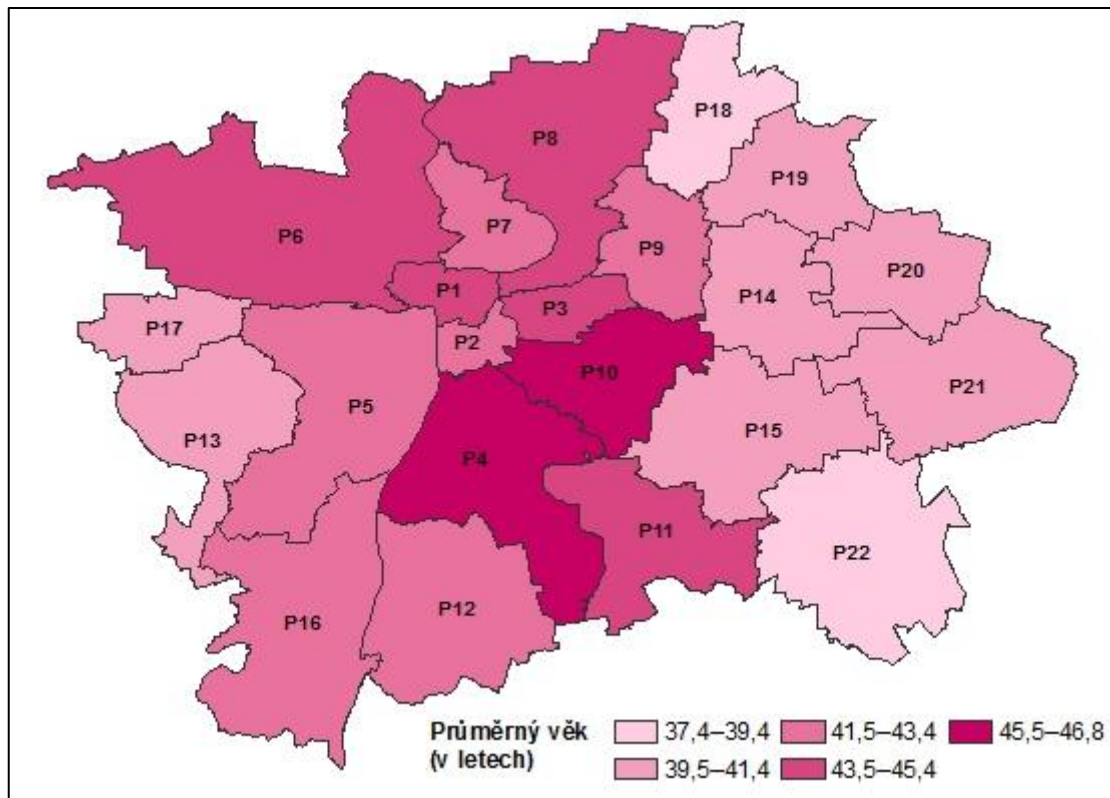 P18
P8
P19
P7
P6
P9
P20
P1
P14
P3
P17
P2
P10
P21
P5
P15
P13
P4
P11
P22
P12
P16
Průměrný věk
(v letech)
37,4–39,4
41,5–43,4
45,5–46,8
39,5–41,4
43,5–45,4